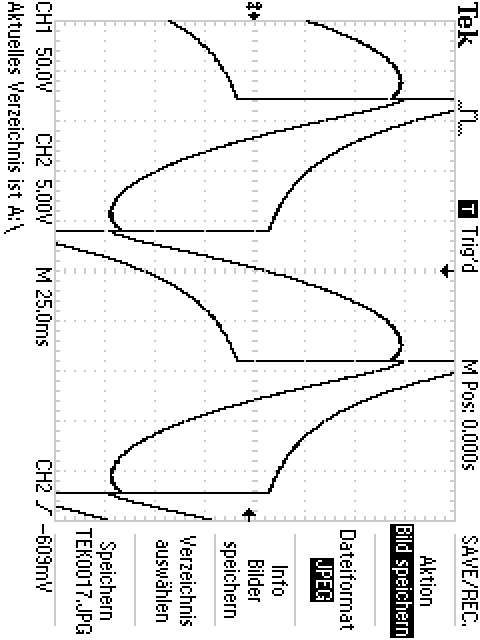 Tek
T Trig'd
M Pos: 0.000s
SAVE/REC.
Aktion
Bild speichern
Dateiformat
JPEG
Info
Bilder
speichern
Verzeichnis
auswählen
Speichern
TEK0017.JPG
CH1 50.0V CH2 5.00V M 25.0ms CH2 / -609mV
Aktuelles Verzeichnis ist A:\